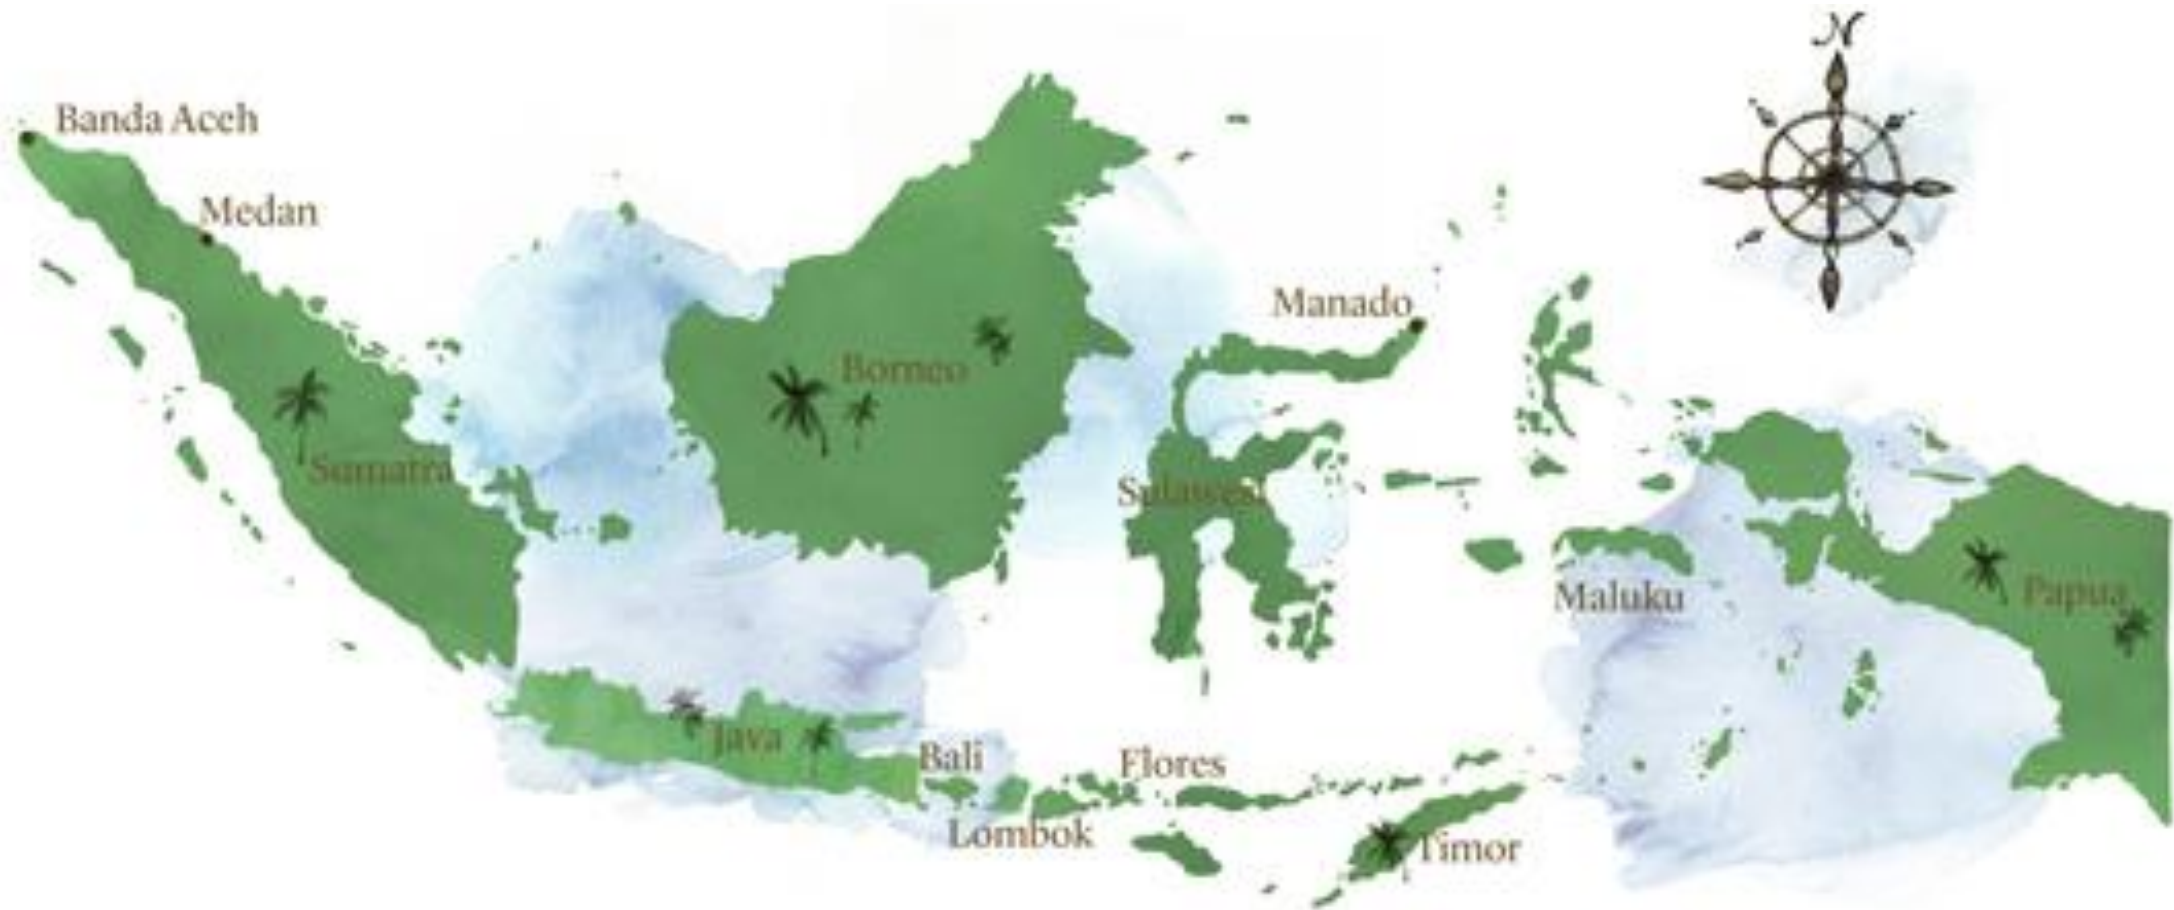 N
Banda Aceh
Medan
Manado
Borneo
Sumatra
Sulawesi
Maluku
Papua
Java
Bali
Flores
Lombok
Timor